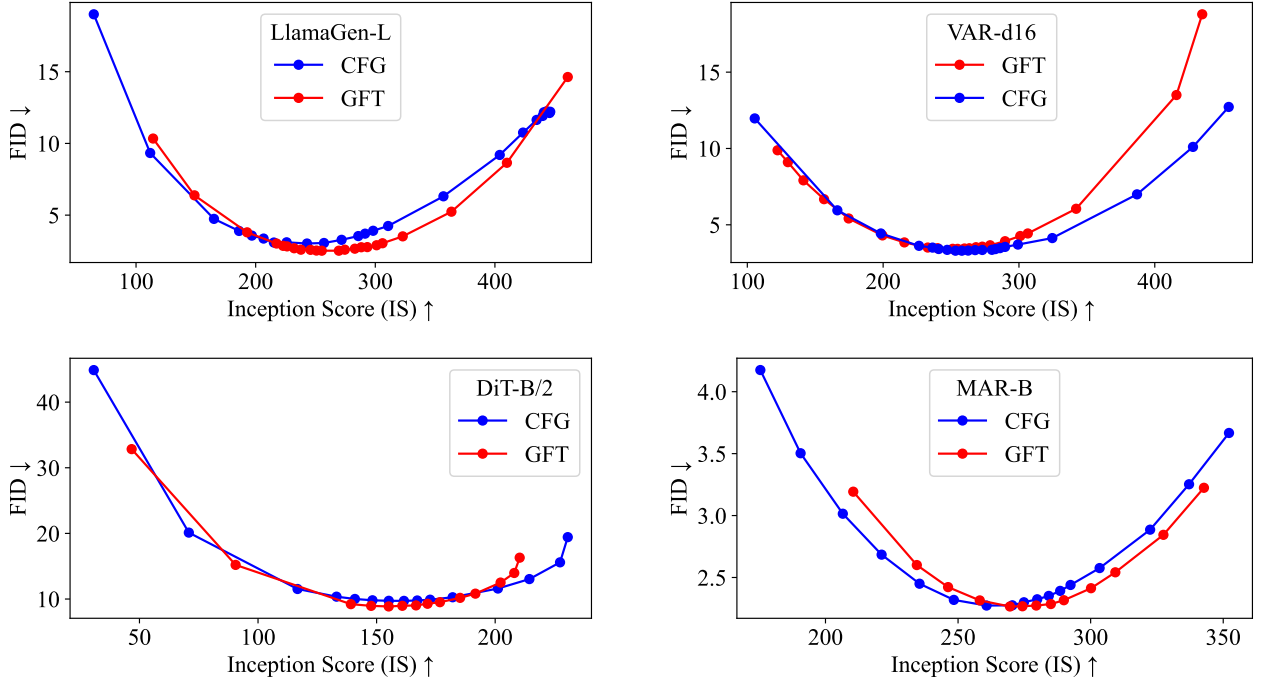 LlamaGen-L
CFG
GFT
FID ↓
15
10
5
100 200 300 400
Inception Score (IS) ↑
VAR-d16
GFT
CFG
FID ↓
15
10
5
100 200 300 400
Inception Score (IS) ↑
DiT-B/2
CFG
GFT
FID ↓
40
30
20
10
50 100 150 200
Inception Score (IS) ↑
MAR-B
CFG
GFT
FID ↓
4.0
3.5
3.0
2.5
200 250 300 350
Inception Score (IS) ↑